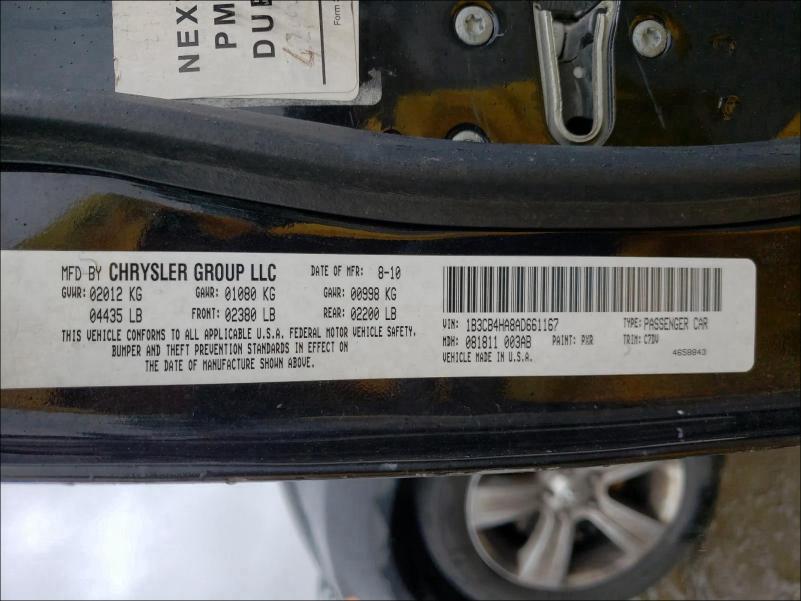 NEX
PM
DUE
Form
MFD BY CHRYSLER GROUP LLC DATE OF MFR: 8-10
GVWR: 02012 KG GAWR: 01080 KG GAWR: 00998 KG
04435 LB FRONT: 02380 LB REAR: 02200 LB
THIS VEHICLE CONFORMS TO ALL APPLICABLE U.S.A. FEDERAL MOTOR VEHICLE SAFETY,
BUMPER AND THEFT PREVENTION STANDARDS IN EFFECT ON
THE DATE OF MANUFACTURE SHOWN ABOVE.
VIN: 1B3CB4HA8AD661167 TYPE: PASSENGER CAR
MDH: 081811 003AB PAINT: PXR TRIM: C7DV
VEHICLE MADE IN U.S.A. 4658843